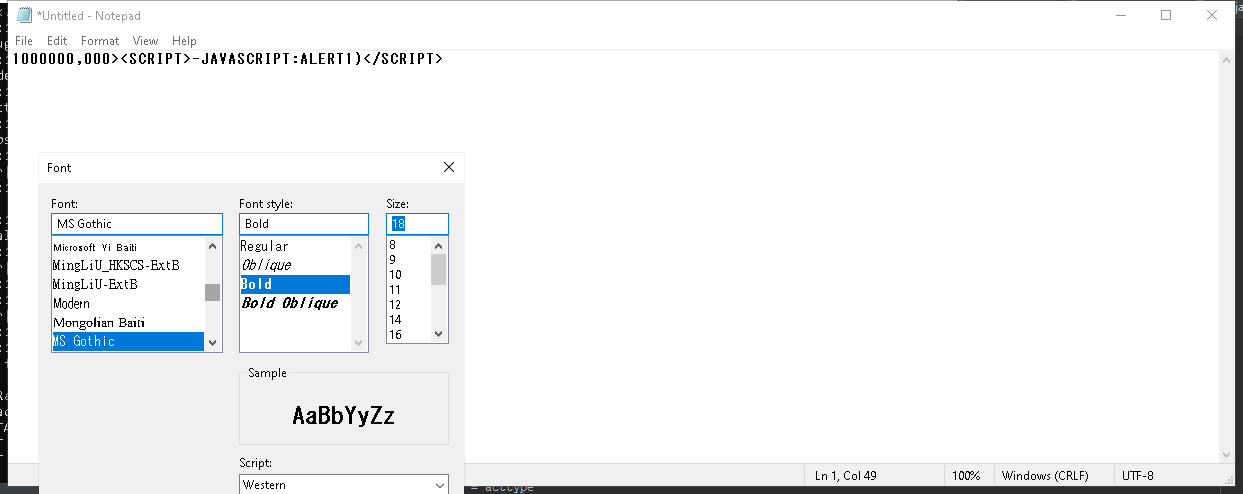 *Untitled - Notepad
File Edit Format View Help
1000000,000><SCRIPT>-JAVASCRIPT:ALERT1)</SCRIPT>
Font
Font: Font style: Size:
MS Gothic Bold 18
Microsoft Yi Baiti Regular 8
MingLiU_HKSCS-ExtB Oblique 9
MingLiU-ExtB Bold 10
Modern Bold Oblique 11
Mongolian Baiti 12
MS Gothic 14
16
Sample
AaBbYyZz
Script:
Western
Ln 1, Col 49 100% Windows (CRLF) UTF-8
= acctype